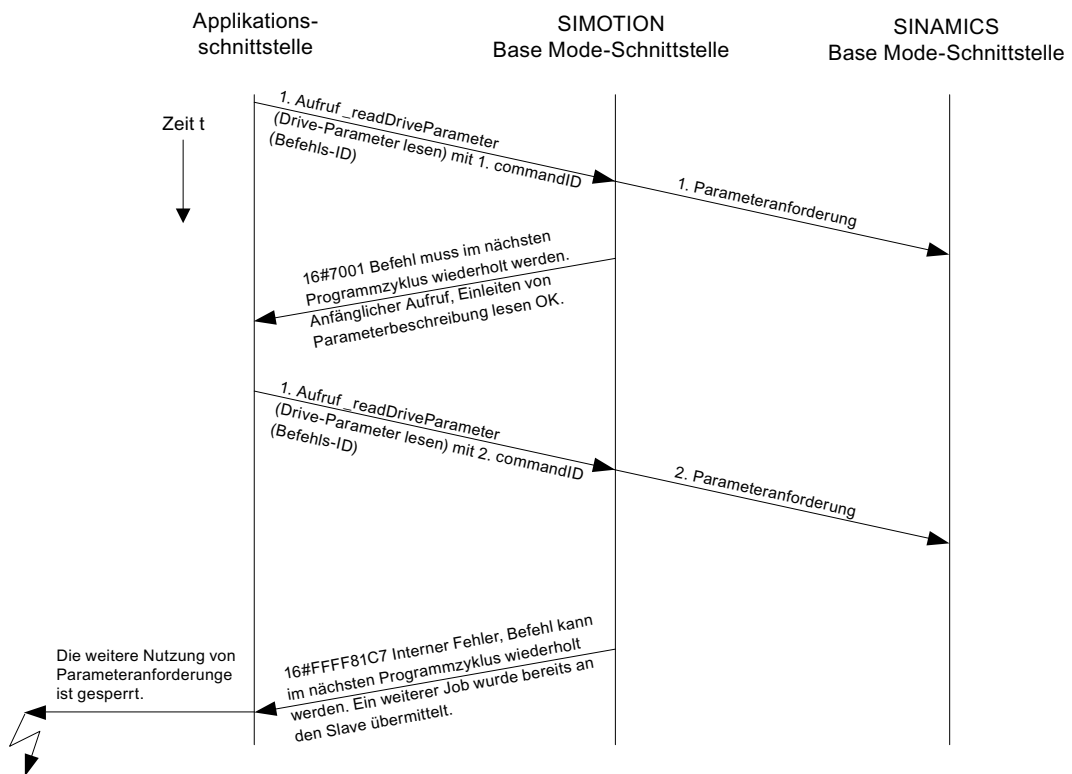 Applikations-
schnittstelle
SIMOTION
Base Mode-Schnittstelle
SINAMICS
Base Mode-Schnittstelle
Zeit t
1. Aufruf _readDriveParameter
(Drive-Parameter lesen) mit 1. commandID
(Befehls-ID)
1. Parameteranforderung
16#7001 Befehl muss im nächsten
Programmzyklus wiederholt werden.
Anfänglicher Aufruf, Einleiten von
Parameterbeschreibung lesen OK.
1. Aufruf _readDriveParameter
(Drive-Parameter lesen) mit 2. commandID
(Befehls-ID)
2. Parameteranforderung
16#FFFF81C7 Interner Fehler, Befehl kann
im nächsten Programmzyklus wiederholt
werden. Ein weiterer Job wurde bereits an
den Slave übermittelt.
Die weitere Nutzung von
Parameteranforderunge
ist gesperrt.